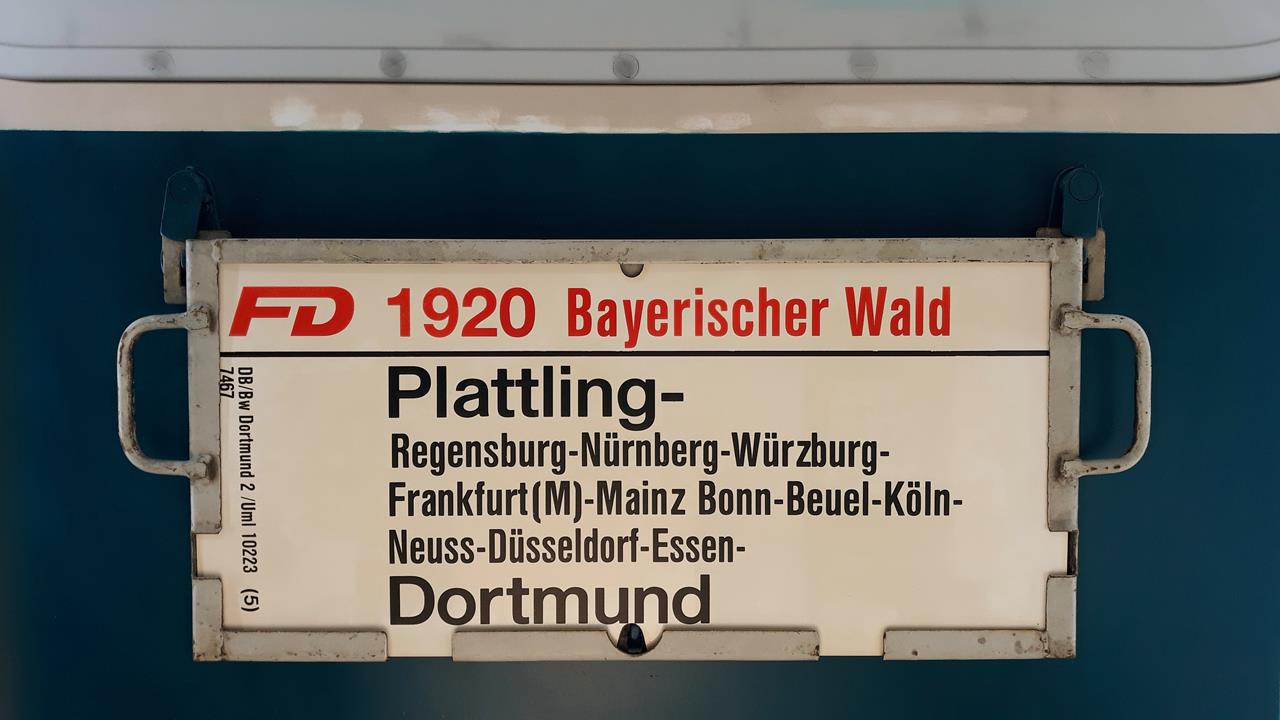 FD 1920 Bayerischer Wald
Plattling-
Regensburg-Nürnberg-Würzburg-
Frankfurt(M)-Mainz Bonn-Beuel-Köln-
Neuss-Düsseldorf-Essen-
Dortmund
DB/Bw Dortmund 2 /Uml 10223 (5)
7467